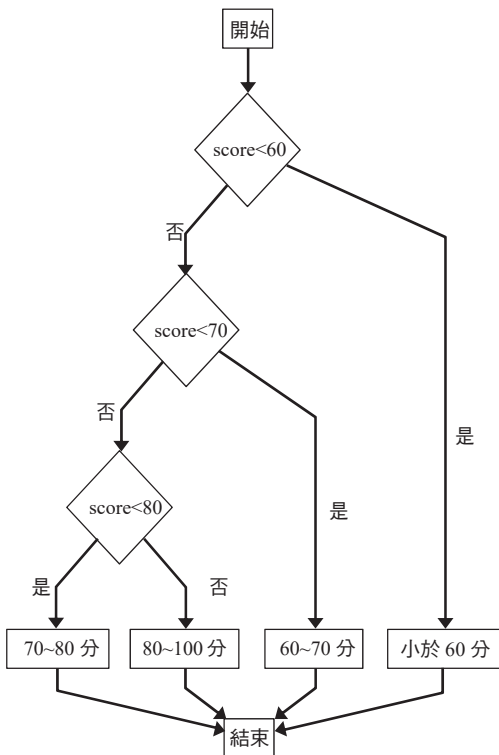 開始
score<60
否
score<70
否
是
score<80
是
是
否
70~80 分
80~100 分
60~70 分
小於 60 分
結束